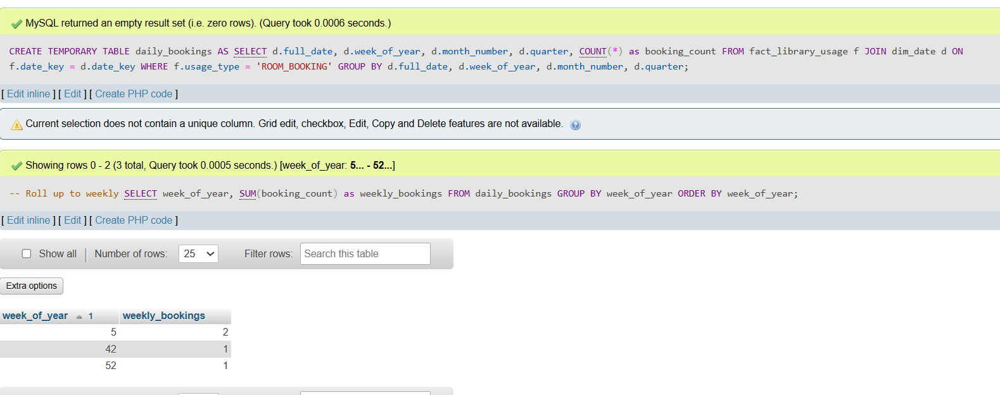 MySQL returned an empty result set (i.e. zero rows). (Query took 0.0006 seconds.)
CREATE TEMPORARY TABLE daily_bookings AS SELECT d.full_date, d.week_of_year, d.month_number, d.quarter, COUNT(*) as booking_count FROM fact_library_usage f JOIN dim_date d ON
f.date_key = d.date_key WHERE f.usage_type = 'ROOM_BOOKING' GROUP BY d.full_date, d.week_of_year, d.month_number, d.quarter;
[ Edit inline ] [ Edit ] [ Create PHP code ]
Current selection does not contain a unique column. Grid edit, checkbox, Edit, Copy and Delete features are not available.
Showing rows 0 - 2 (3 total, Query took 0.0005 seconds.) [week_of_year: 5... - 52...]
-- Roll up to weekly SELECT week_of_year, SUM(booking_count) as weekly_bookings FROM daily_bookings GROUP BY week_of_year ORDER BY week_of_year;
[ Edit inline ] [ Edit ] [ Create PHP code ]
Show all | Number of rows: 25 Filter rows: Search this table
Extra options
week_of_year 1 weekly_bookings
5 2
42 1
52 1